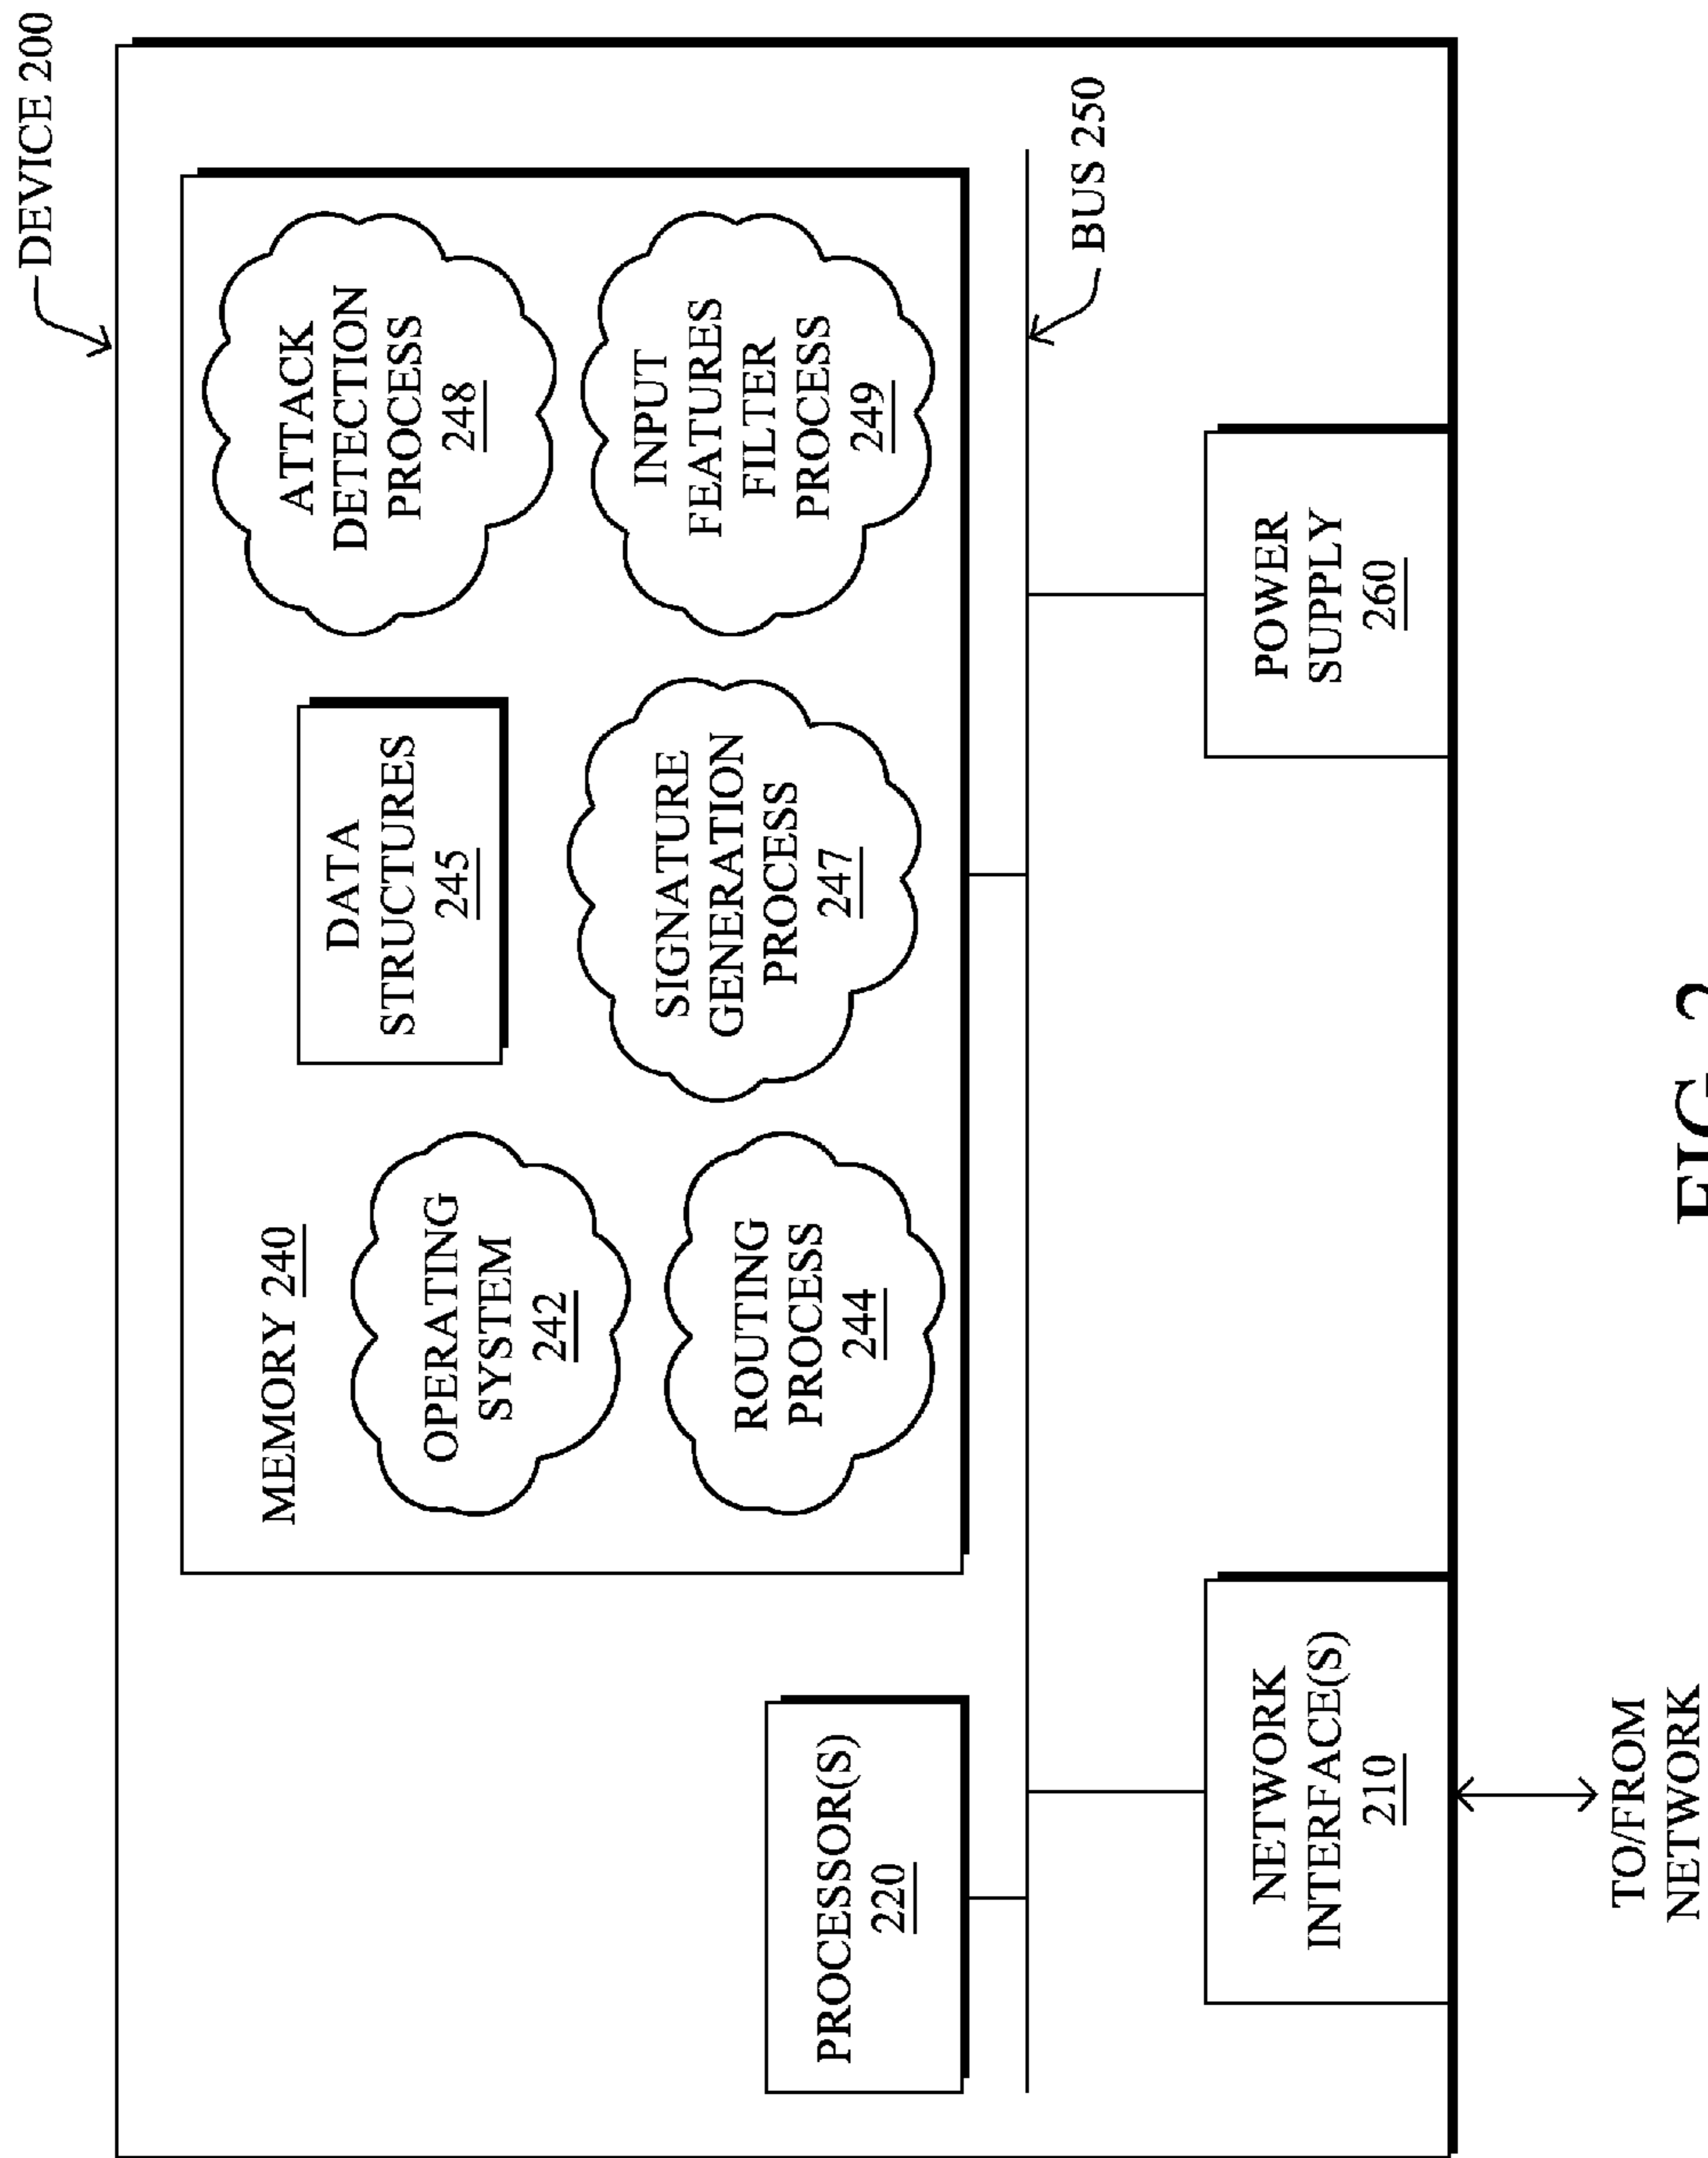 DEVICE 200
MEMORY 240
OPERATING
SYSTEM
242
ROUTING
PROCESS
244
DATA
STRUCTURES
245
SIGNATURE
GENERATION
PROCESS
247
ATTACK
DETECTION
PROCESS
248
INPUT
FEATURES
FILTER
PROCESS
249
PROCESSOR(S)
220
BUS 250
NETWORK
INTERFACE(S)
210
POWER
SUPPLY
260
TO/FROM
NETWORK
FIG. 2